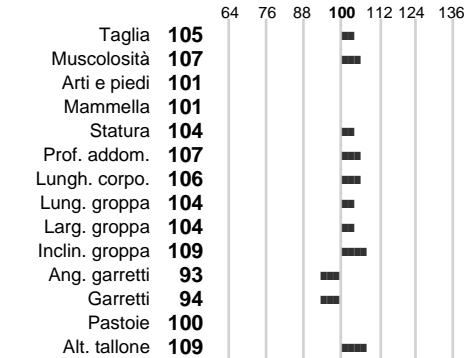 64 76 88 100 112 124 136
Taglia 105
Muscolosità 107
Arti e piedi 101
Mammella 101
Statura 104
Prof. addom. 107
Lungh. corpo. 106
Lung. groppa 104
Larg. groppa 104
Inclin. groppa 109
Ang. garretti 93
Garretti 94
Pastoie 100
Alt. tallone 109